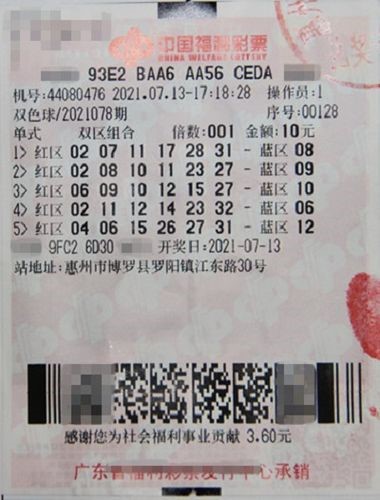 中国福利彩票
CHINA WELFARE LOTTERY
93E2 BAA6 AA56 CEDA
机号:44080476 2021.07.13-17:18:28 操作员:1
双色球/2021078期 序号:00128
单式 双区组合 倍数:001 金额:10元
1> 红区 02 07 11 17 28 31 - 蓝区 08
2> 红区 02 08 10 11 23 27 - 蓝区 09
3> 红区 06 09 10 12 15 27 - 蓝区 10
4> 红区 02 11 12 14 23 32 - 蓝区 06
5> 红区 04 06 15 26 27 31 - 蓝区 12
9FC2 6D30 开奖日:2021-07-13
站地址:惠州市博罗县罗阳镇江东路30号
感谢您为社会福利事业贡献 3.60元
广东省福利彩票发行中心承销